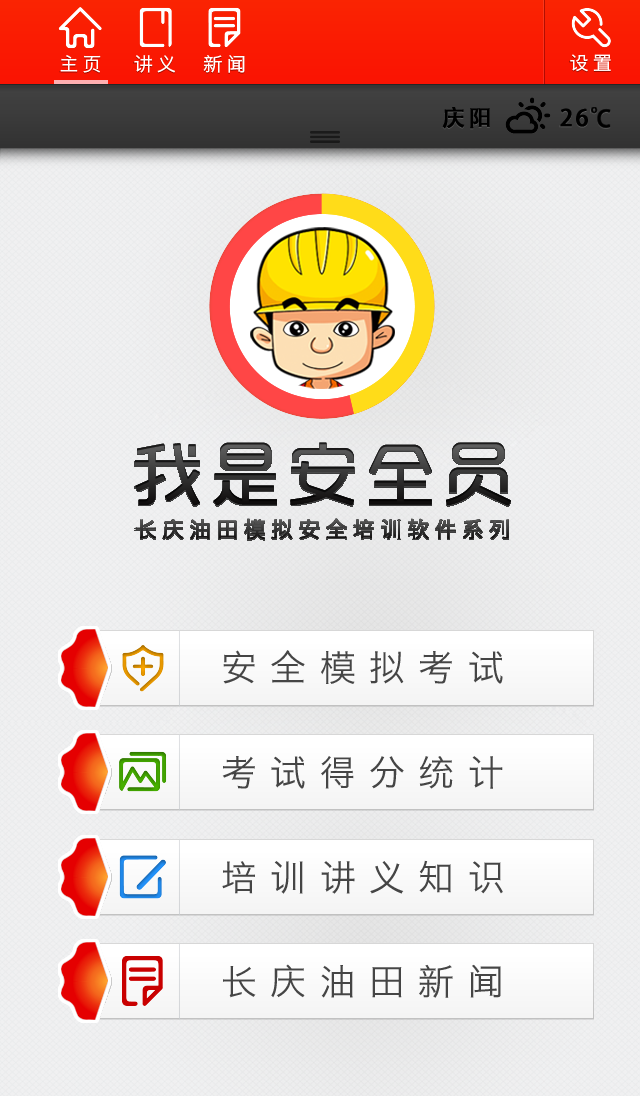 主页 讲义 新闻 设置
庆阳 26℃
我是安全员
长庆油田模拟安全培训软件系列
安全模拟考试
考试得分统计
培训讲义知识
长庆油田新闻